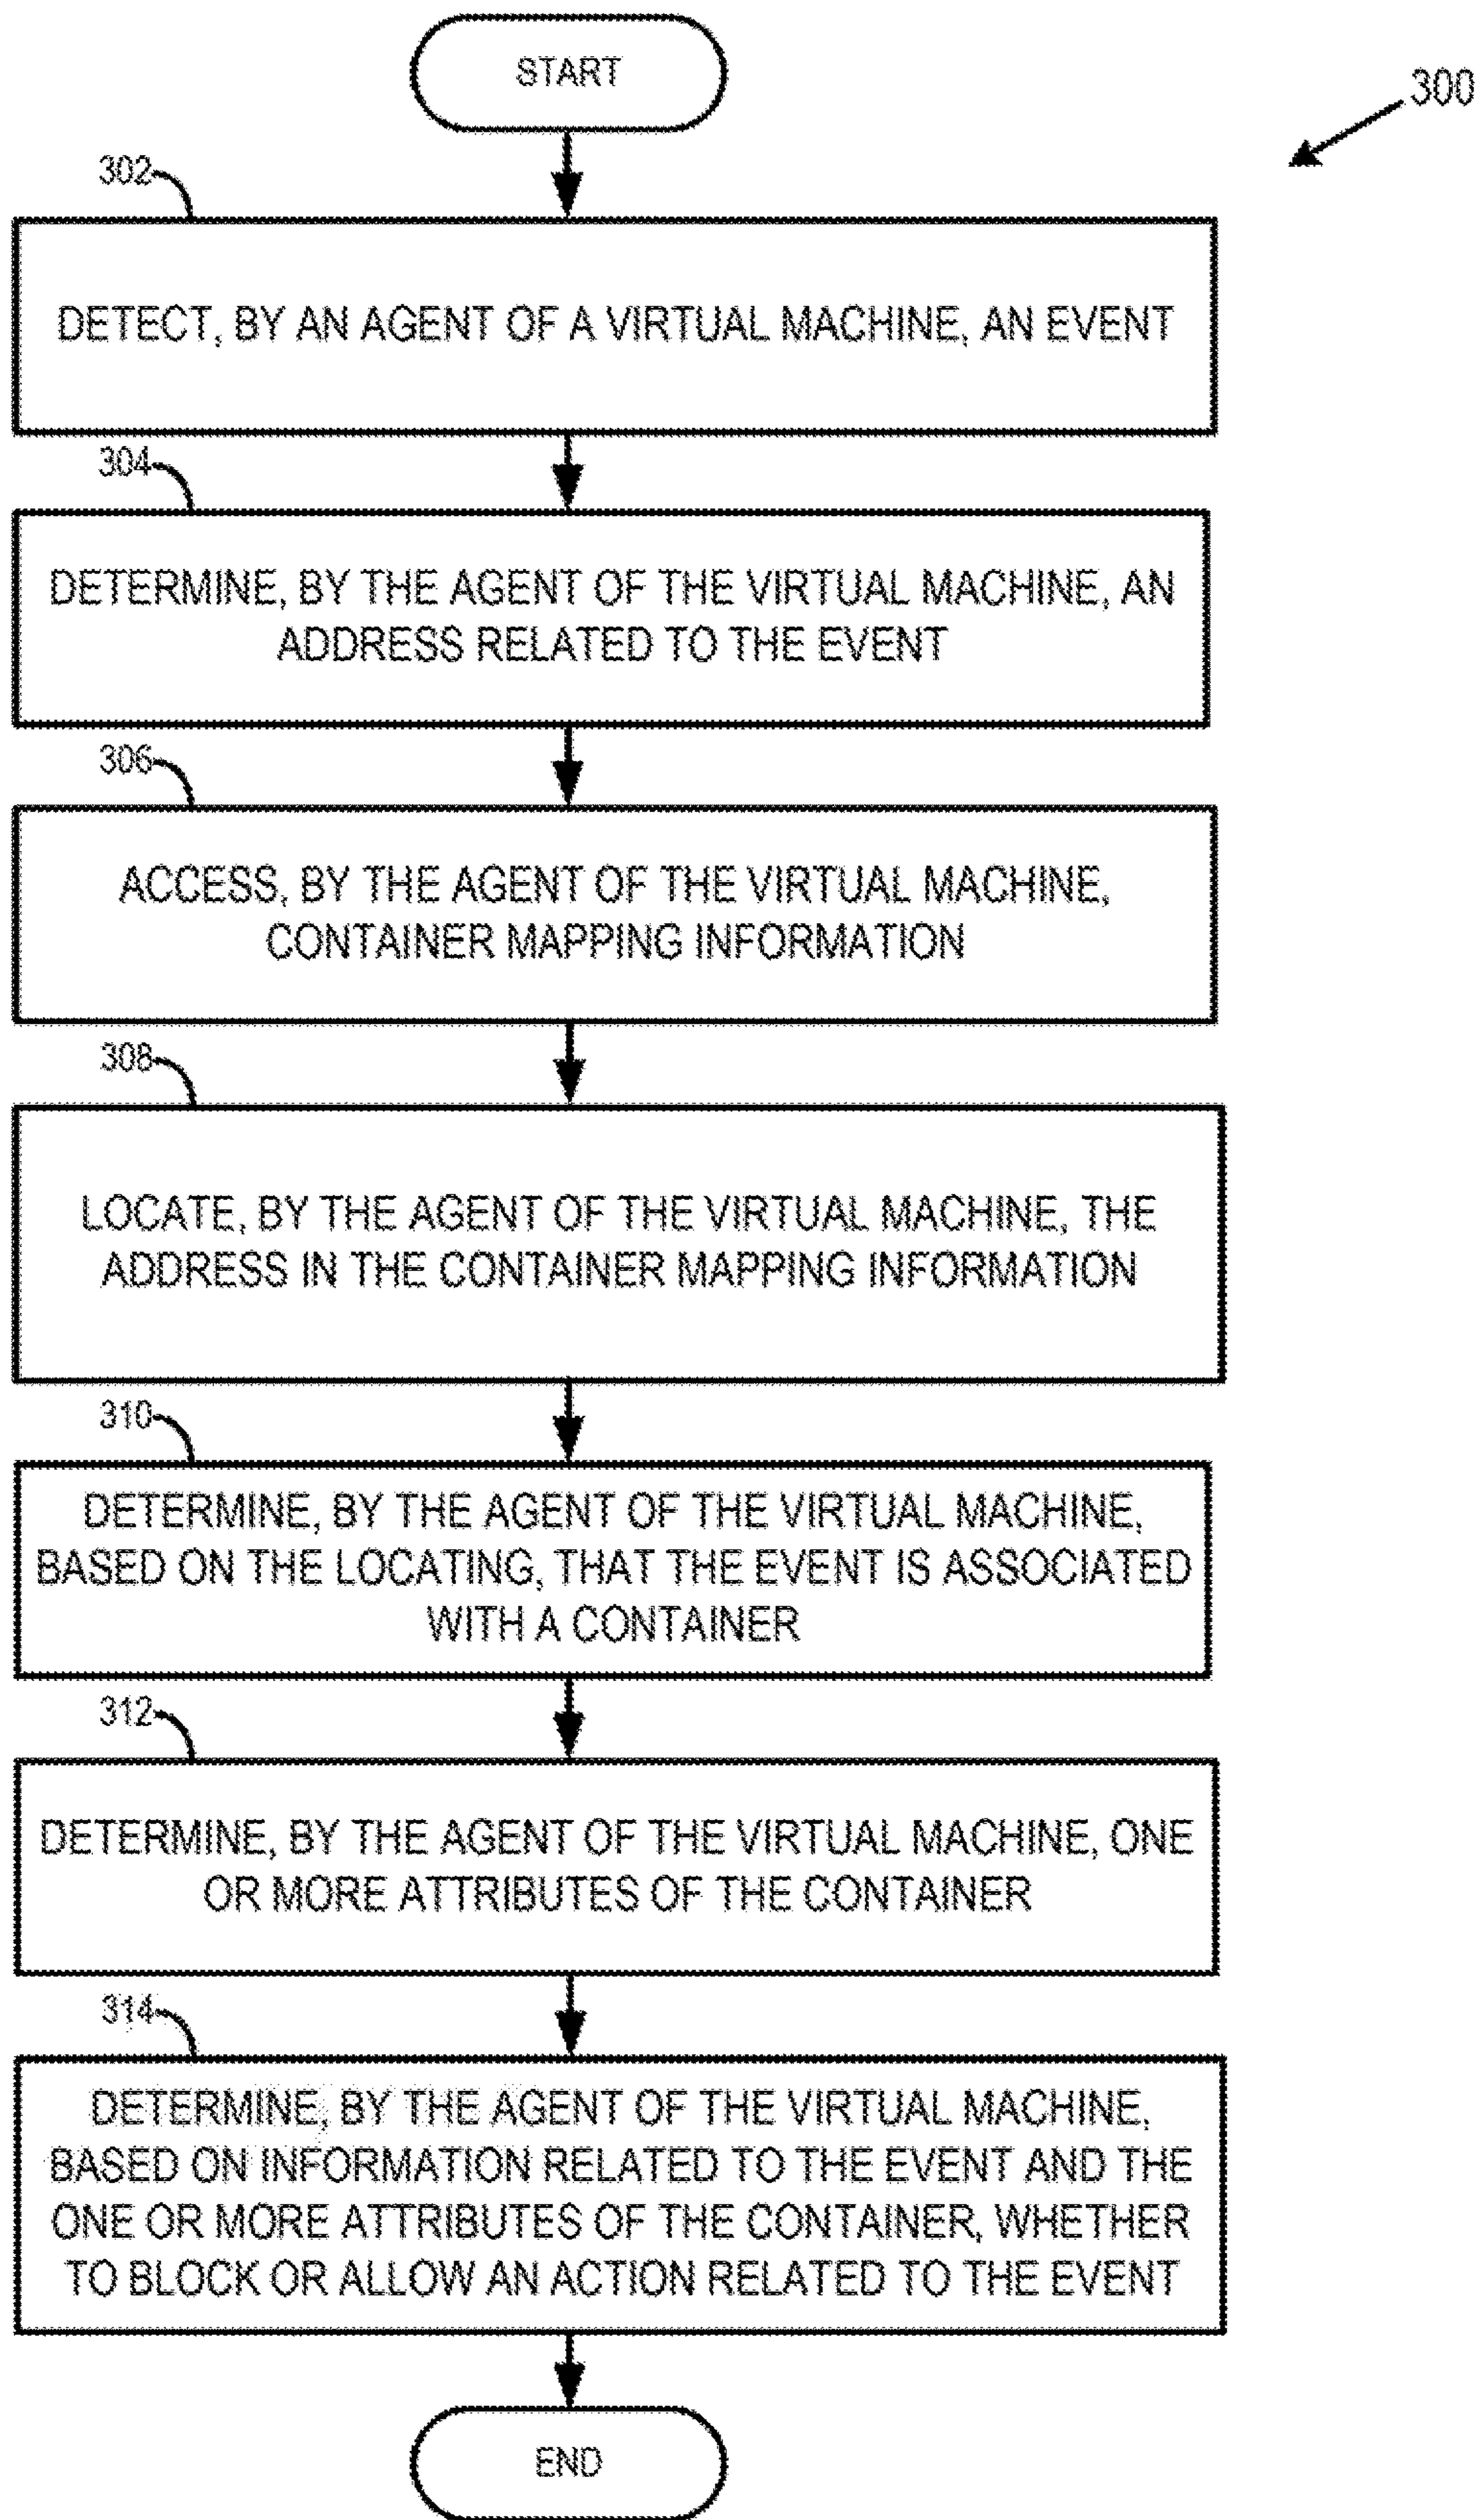 START
300
302
DETECT, BY AN AGENT OF A VIRTUAL MACHINE, AN EVENT
304
DETERMINE, BY THE AGENT OF THE VIRTUAL MACHINE, AN
ADDRESS RELATED TO THE EVENT
306
ACCESS, BY THE AGENT OF THE VIRTUAL MACHINE,
CONTAINER MAPPING INFORMATION
308
LOCATE, BY THE AGENT OF THE VIRTUAL MACHINE, THE
ADDRESS IN THE CONTAINER MAPPING INFORMATION
310
DETERMINE, BY THE AGENT OF THE VIRTUAL MACHINE,
BASED ON THE LOCATING, THAT THE EVENT IS ASSOCIATED
WITH A CONTAINER
312
DETERMINE, BY THE AGENT OF THE VIRTUAL MACHINE, ONE
OR MORE ATTRIBUTES OF THE CONTAINER
314
DETERMINE, BY THE AGENT OF THE VIRTUAL MACHINE,
BASED ON INFORMATION RELATED TO THE EVENT AND THE
ONE OR MORE ATTRIBUTES OF THE CONTAINER, WHETHER
TO BLOCK OR ALLOW AN ACTION RELATED TO THE EVENT
END